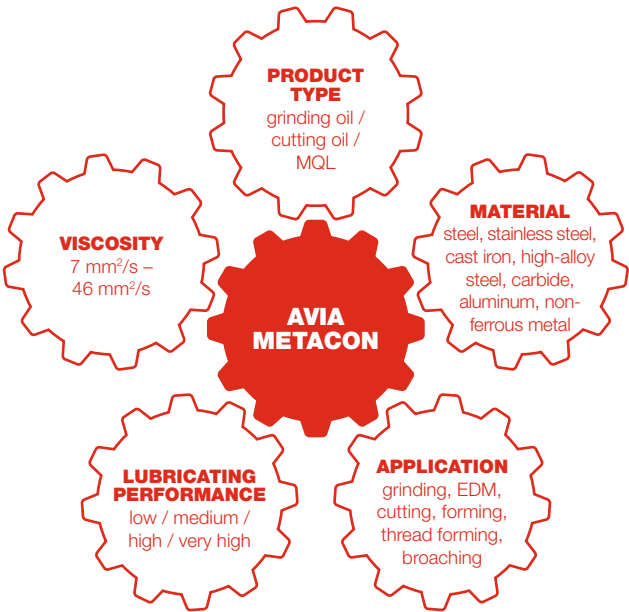 PRODUCT
TYPE
grinding oil /
cutting oil /
MQL
VISCOSITY
7 mm²/s –
46 mm²/s
MATERIAL
steel, stainless steel,
cast iron, high-alloy
steel, carbide,
aluminum, non-
ferrous metal
AVIA
METACON
LUBRICATING
PERFORMANCE
low / medium /
high / very high
APPLICATION
grinding, EDM,
cutting, forming,
thread forming,
broaching